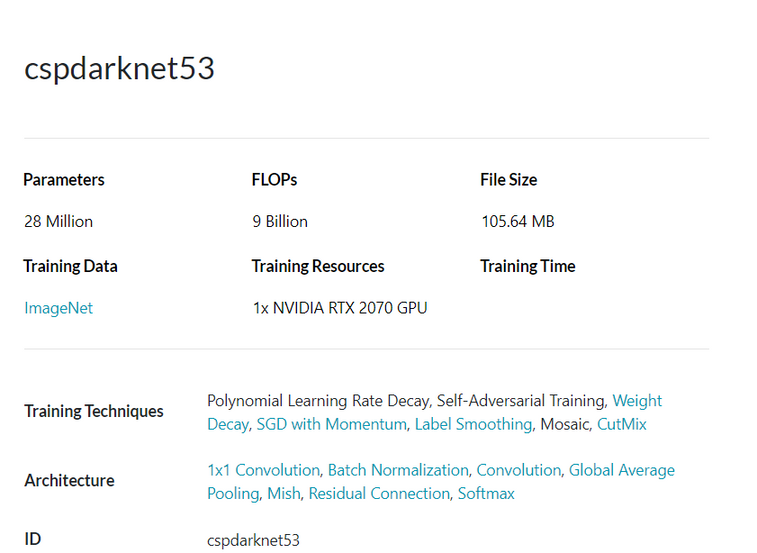 cspdarknet53
Parameters FLOPs File Size
28 Million 9 Billion 105.64 MB
Training Data Training Resources Training Time
ImageNet 1x NVIDIA RTX 2070 GPU
Training Techniques
Polynomial Learning Rate Decay, Self-Adversarial Training, Weight
Decay, SGD with Momentum, Label Smoothing, Mosaic, CutMix
Architecture
1x1 Convolution, Batch Normalization, Convolution, Global Average
Pooling, Mish, Residual Connection, Softmax
ID cspdarknet53